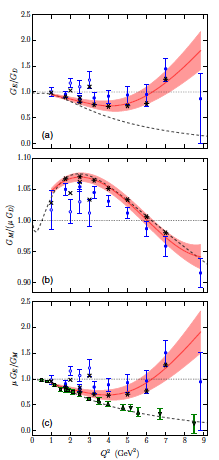 2.5
2.0
1.5
1.0
0.5
0.0
G_E/G_D
(a)
1.10
1.05
1.00
0.95
0.90
G_M/(μ G_D)
(b)
2.5
2.0
1.5
1.0
0.5
0.0
μ G_E/G_M
(c)
0 1 2 3 4 5 6 7 8 9
Q² (GeV²)